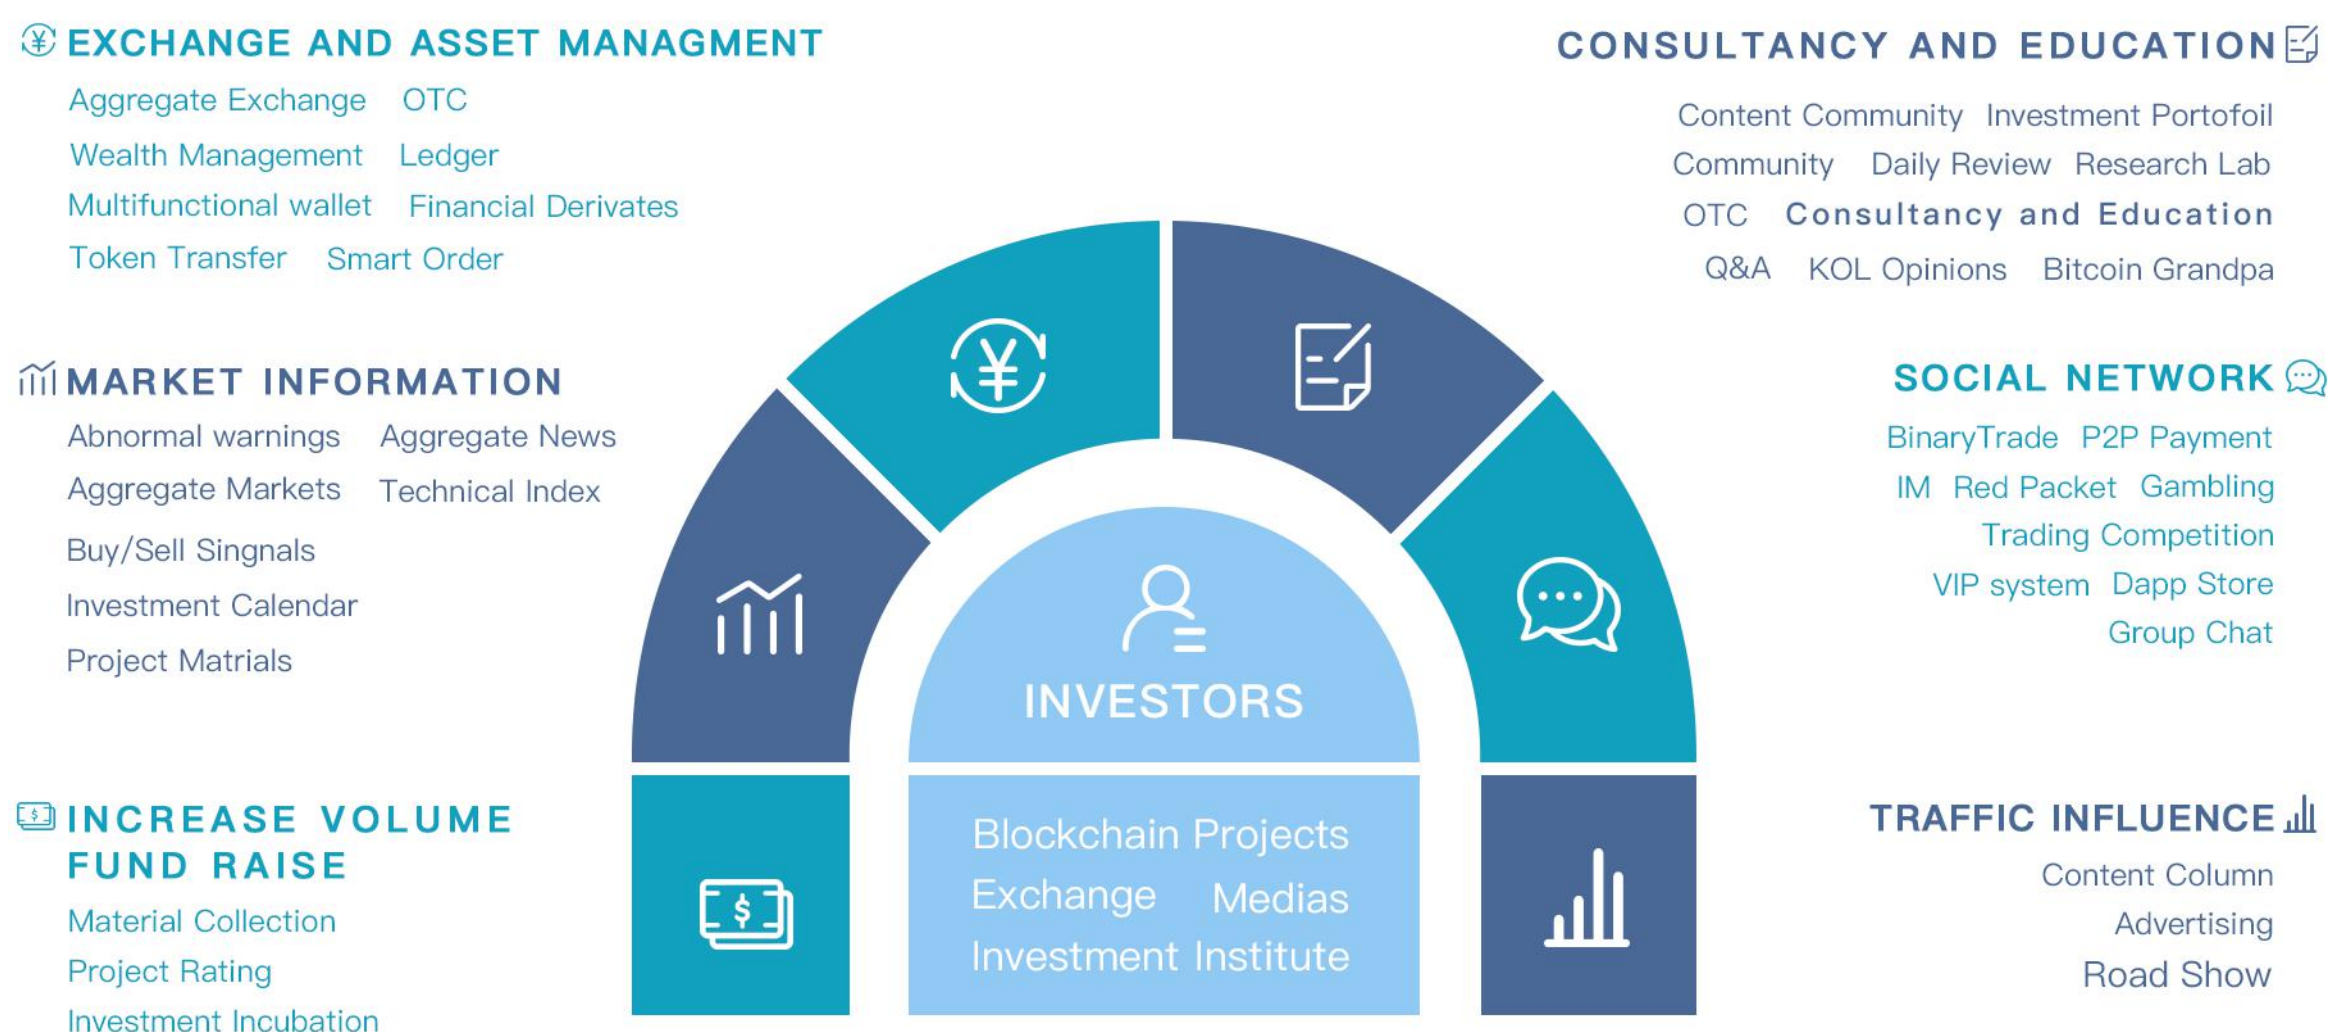 EXCHANGE AND ASSET MANAGMENT
Aggregate Exchange OTC
Wealth Management Ledger
Multifunctional wallet Financial Derivates
Token Transfer Smart Order
MARKET INFORMATION
Abnormal warnings Aggregate News
Aggregate Markets Technical Index
Buy/Sell Singnals
Investment Calendar
Project Matrials
INCREASE VOLUME
FUND RAISE
Material Collection
Project Rating
Investment Incubation
INVESTORS
Blockchain Projects
Exchange Medias
Investment Institute
CONSULTANCY AND EDUCATION
Content Community Investment Portofoil
Community Daily Review Research Lab
OTC Consultancy and Education
Q&A KOL Opinions Bitcoin Grandpa
SOCIAL NETWORK
BinaryTrade P2P Payment
IM Red Packet Gambling
Trading Competition
VIP system Dapp Store
Group Chat
TRAFFIC INFLUENCE
Content Column
Advertising
Road Show